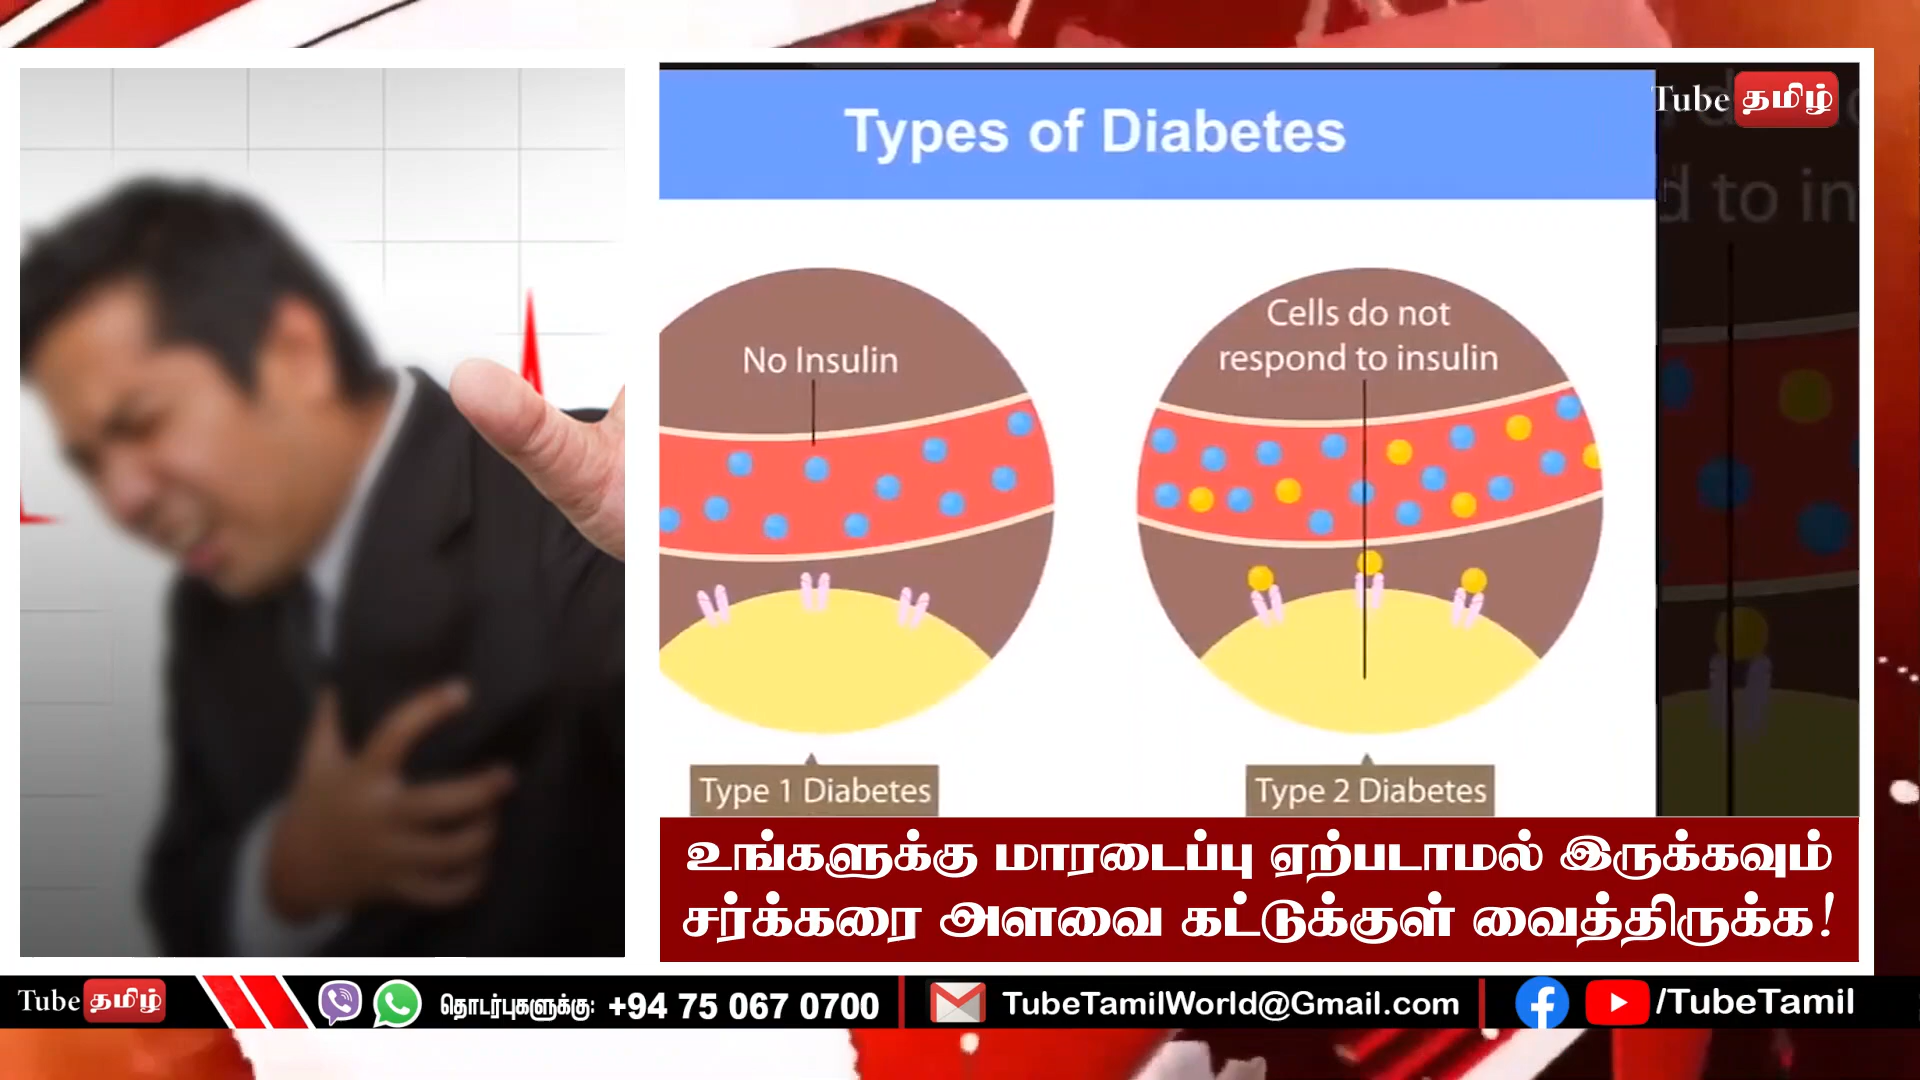 Types of Diabetes
Tube தமிழ்
d to in
No Insulin
Cells do not
respond to insulin
Type 1 Diabetes
Type 2 Diabetes
உங்களுக்கு மாரடைப்பு ஏற்படாமல் இருக்கவும்
சர்க்கரை அளவை கட்டுக்குள் வைத்திருக்க!
Tube தமிழ்
தொடர்புகளுக்கு: +94 75 067 0700
TubeTamilWorld@Gmail.com
/TubeTamil